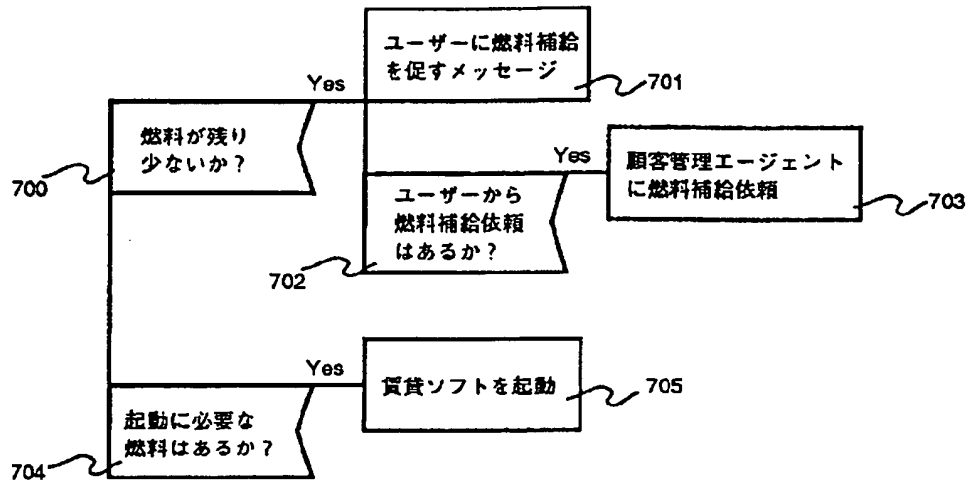 ユーザーに燃料補給
を促すメッセージ
701
Yes
燃料が残り
少ないか？
700
Yes
顧客管理エージェント
に燃料補給依頼
703
ユーザーから
燃料補給依頼
はあるか？
702
Yes
賃貸ソフトを起動
705
起動に必要な
燃料はあるか？
704